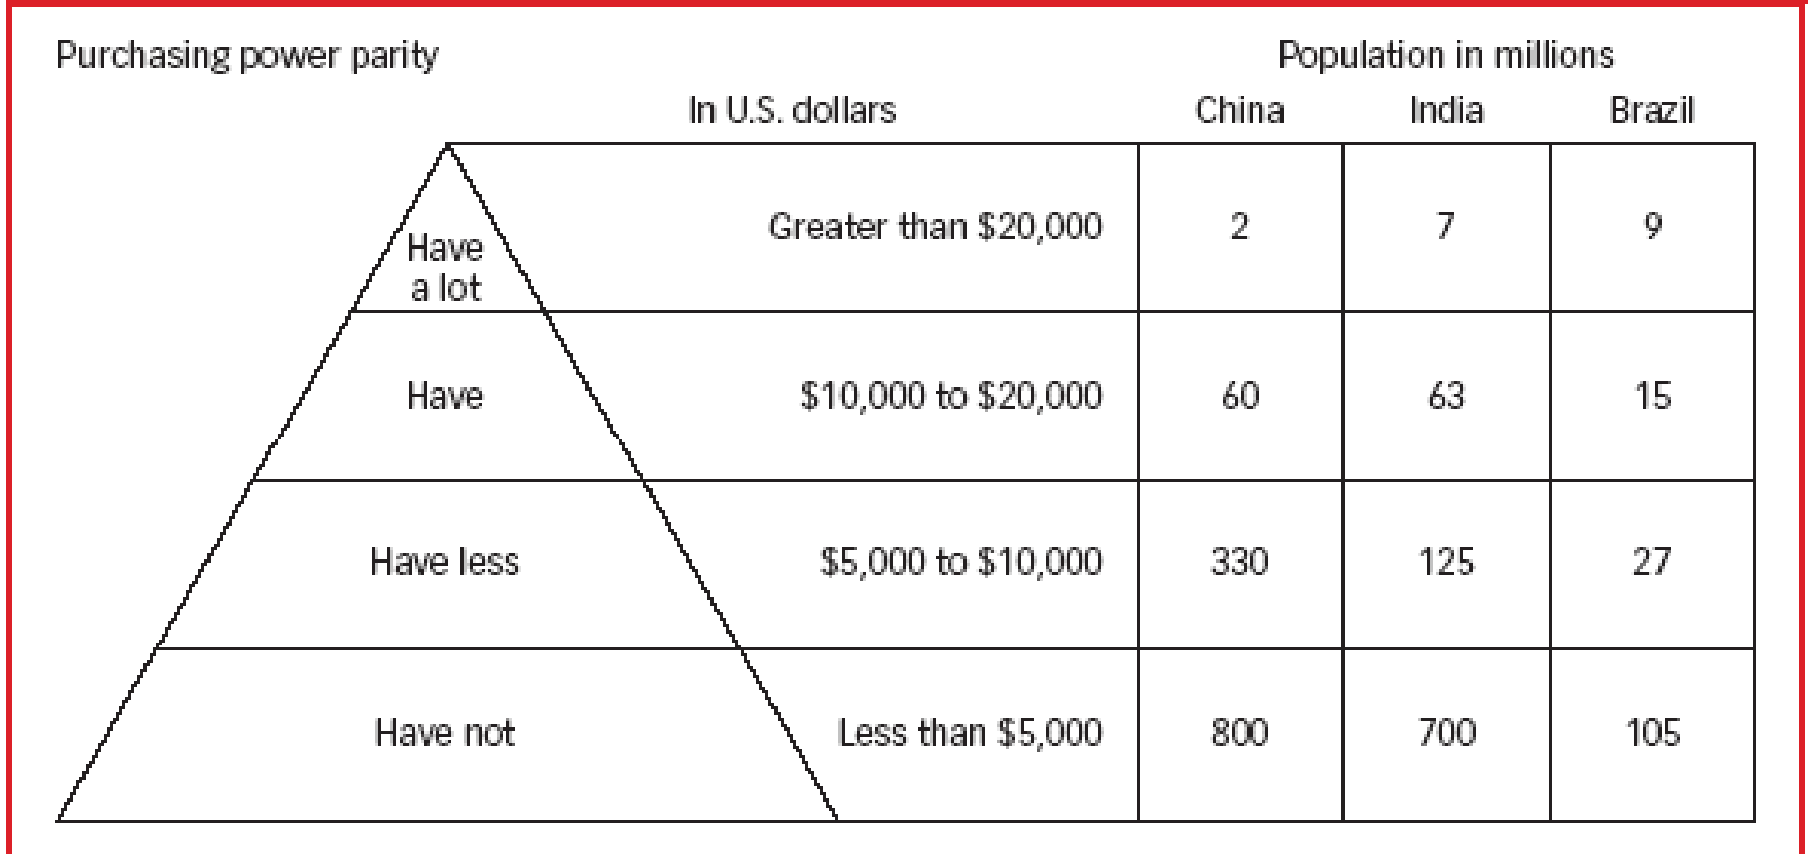 Purchasing power parity
Population in millions
In U.S. dollars China India Brazil
Have
a lot
Greater than $20,000 2 7 9
Have $10,000 to $20,000 60 63 15
Have less $5,000 to $10,000 330 125 27
Have not Less than $5,000 800 700 105